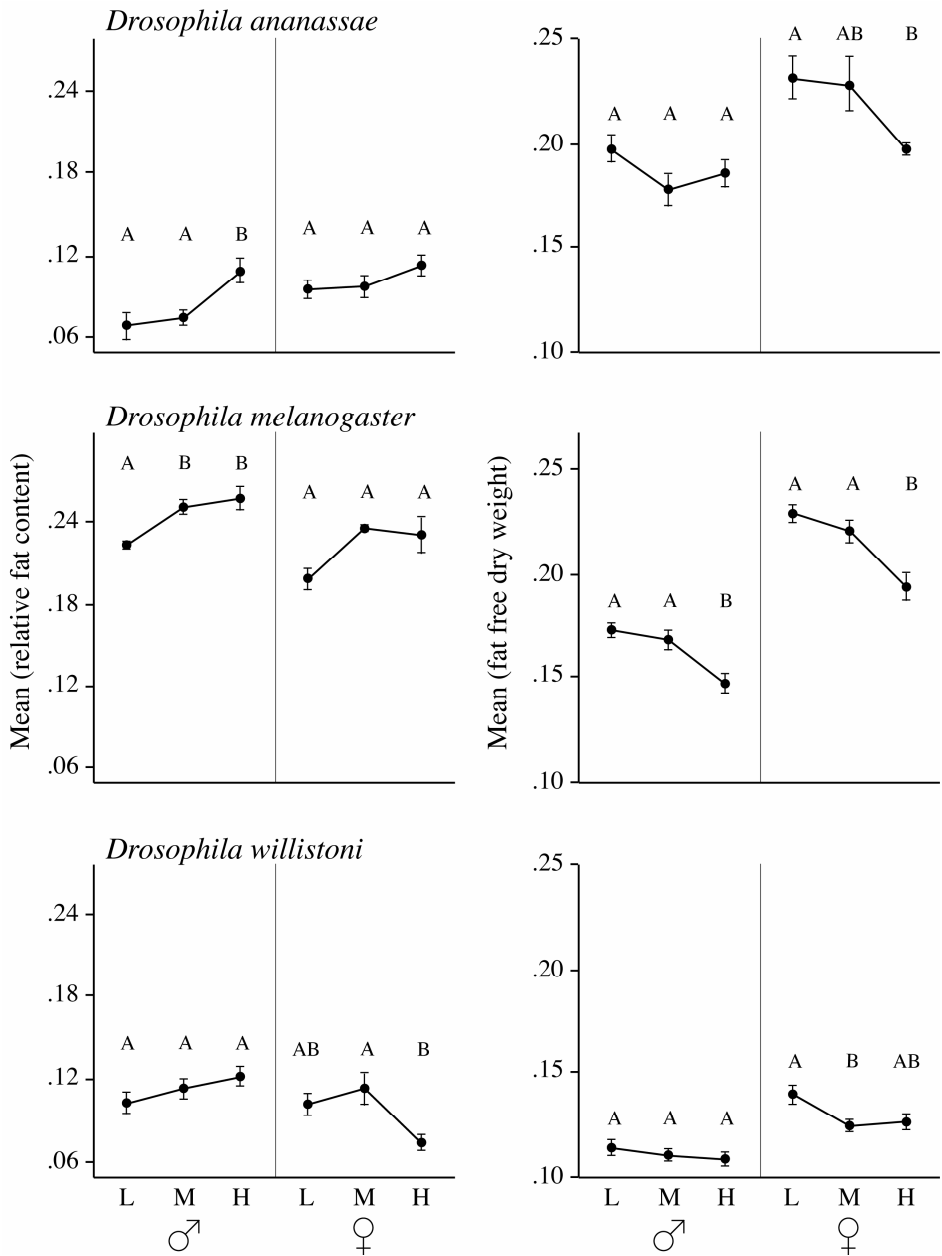 Drosophila ananassae
.24
.18
.12
.06
A A B A A A
.25
.20
.15
.10
A A A A AB B
Drosophila melanogaster
Mean (relative fat content)
.24
.18
.12
.06
A B B A A A
Mean (fat free dry weight)
.25
.20
.15
.10
A A B A A B
Drosophila willistoni
.24
.18
.12
.06
A A A AB A B
L M H L M H
♂ ♀
.25
.20
.15
.10
A A A A B AB
L M H L M H
♂ ♀